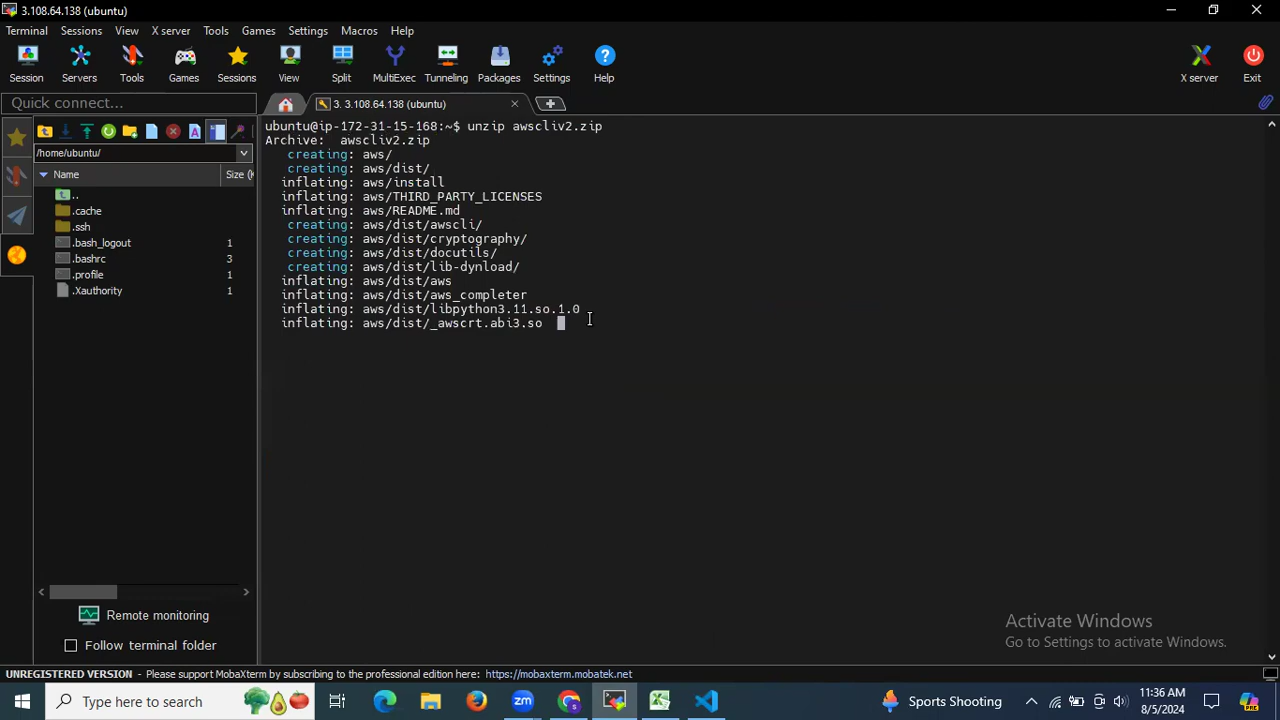 3.108.64.138 (ubuntu)
Terminal Sessions View X server Tools Games Settings Macros Help
Session Servers Tools Games Sessions View Split MultiExec Tunneling Packages Settings Help X server Exit
Quick connect...
3. 3.108.64.138 (ubuntu)
/home/ubuntu/
Name Size (K
..
.cache
.ssh
.bash_logout 1
.bashrc 3
.profile 1
.Xauthority 1
Remote monitoring
Follow terminal folder
ubuntu@ip-172-31-15-168:~$ unzip awscliv2.zip
Archive: awscliv2.zip
creating: aws/
creating: aws/dist/
inflating: aws/install
inflating: aws/THIRD_PARTY_LICENSES
inflating: aws/README.md
creating: aws/dist/awscli/
creating: aws/dist/cryptography/
creating: aws/dist/docutils/
creating: aws/dist/lib-dynload/
inflating: aws/dist/aws
inflating: aws/dist/aws_completer
inflating: aws/dist/libpython3.11.so.1.0
inflating: aws/dist/_awscrt.abi3.so
Activate Windows
Go to Settings to activate Windows.
UNREGISTERED VERSION - Please support MobaXterm by subscribing to the professional edition here: https://mobaxterm.mobatek.net
Type here to search
zm
Sports Shooting
11:36 AM
8/5/2024